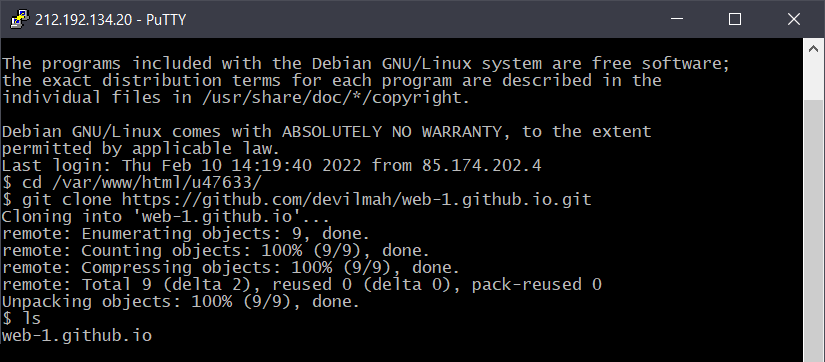 212.192.134.20 - PuTTY
The programs included with the Debian GNU/Linux system are free software;
the exact distribution terms for each program are described in the
individual files in /usr/share/doc/*/copyright.
Debian GNU/Linux comes with ABSOLUTELY NO WARRANTY, to the extent
permitted by applicable law.
Last login: Thu Feb 10 14:19:40 2022 from 85.174.202.4
$ cd /var/www/html/u47633/
$ git clone https://github.com/devilmah/web-1.github.io.git
Cloning into 'web-1.github.io'...
remote: Enumerating objects: 9, done.
remote: Counting objects: 100% (9/9), done.
remote: Compressing objects: 100% (9/9), done.
remote: Total 9 (delta 2), reused 0 (delta 0), pack-reused 0
Unpacking objects: 100% (9/9), done.
$ ls
web-1.github.io